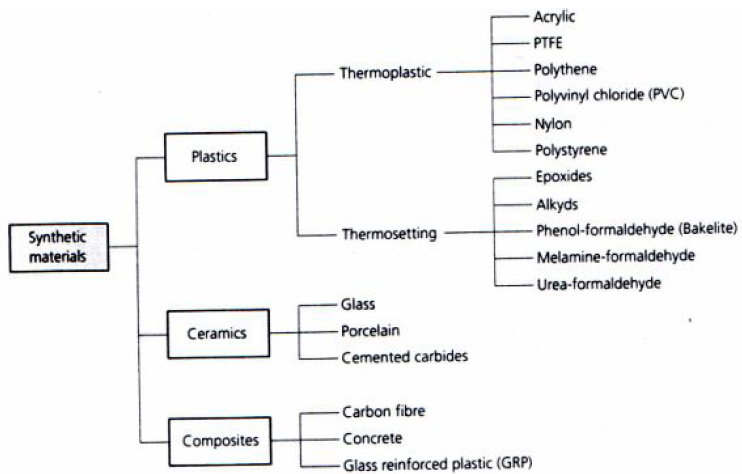 Synthetic
materials
Plastics
Thermoplastic
Acrylic
PTFE
Polythene
Polyvinyl chloride (PVC)
Nylon
Polystyrene
Thermosetting
Epoxides
Alkyds
Phenol-formaldehyde (Bakelite)
Melamine-formaldehyde
Urea-formaldehyde
Ceramics
Glass
Porcelain
Cemented carbides
Composites
Carbon fibre
Concrete
Glass reinforced plastic (GRP)